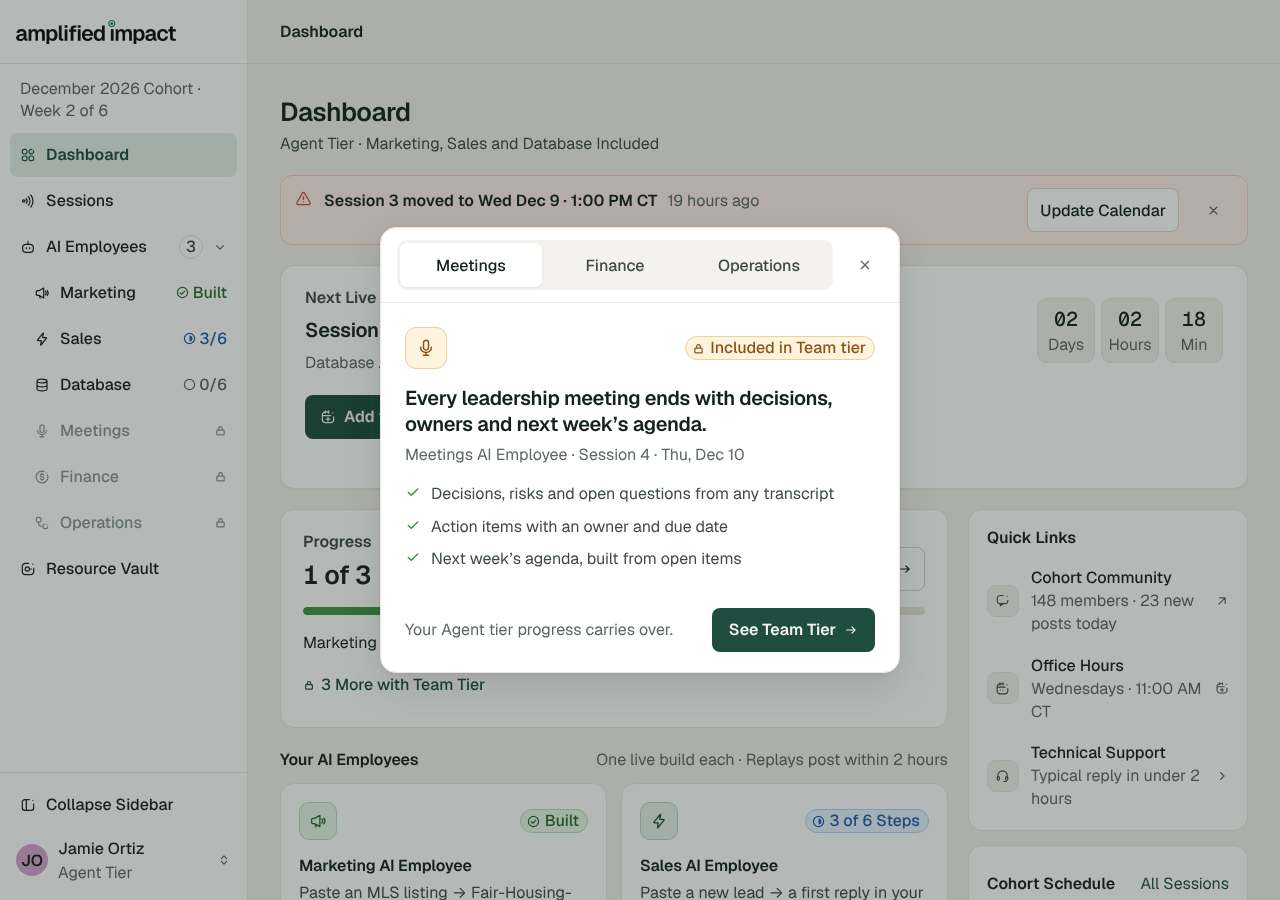 amplified impact
December 2026 Cohort ·
Week 2 of 6
Dashboard
Sessions
AI Employees 3
Marketing Built
Sales 3/6
Database 0/6
Meetings
Finance
Operations
Resource Vault
Collapse Sidebar
JO
Jamie Ortiz
Agent Tier
Dashboard
Dashboard
Agent Tier · Marketing, Sales and Database Included
Session 3 moved to Wed Dec 9 · 1:00 PM CT 19 hours ago
Update Calendar
Next Live
Session
Database
Add
02 02 18
Days Hours Min
Meetings Finance Operations
Included in Team tier
Every leadership meeting ends with decisions,
owners and next week’s agenda.
Meetings AI Employee · Session 4 · Thu, Dec 10
Decisions, risks and open questions from any transcript
Action items with an owner and due date
Next week’s agenda, built from open items
Your Agent tier progress carries over.
See Team Tier →
Progress
1 of 3
→
Marketing
3 More with Team Tier
Your AI Employees
One live build each · Replays post within 2 hours
Built
Marketing AI Employee
Paste an MLS listing → Fair-Housing-
3 of 6 Steps
Sales AI Employee
Paste a new lead → a first reply in your
Quick Links
Cohort Community
148 members · 23 new
posts today
Office Hours
Wednesdays · 11:00 AM
CT
Technical Support
Typical reply in under 2
hours
Cohort Schedule All Sessions